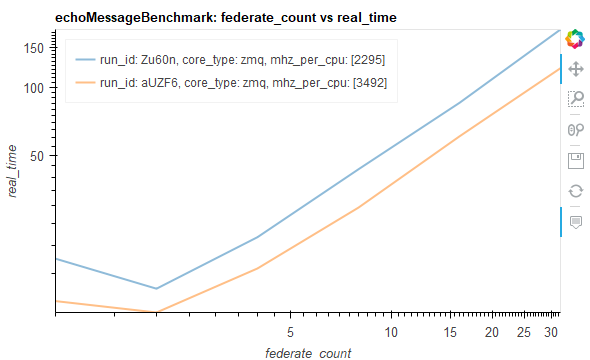 echoMessageBenchmark: federate_count vs real_time
run_id: Zu60n, core_type: zmq, mhz_per_cpu: [2295]
run_id: aUZF6, core_type: zmq, mhz_per_cpu: [3492]
150
100
50
real_time
5
10
15
20
25
30
federate_count